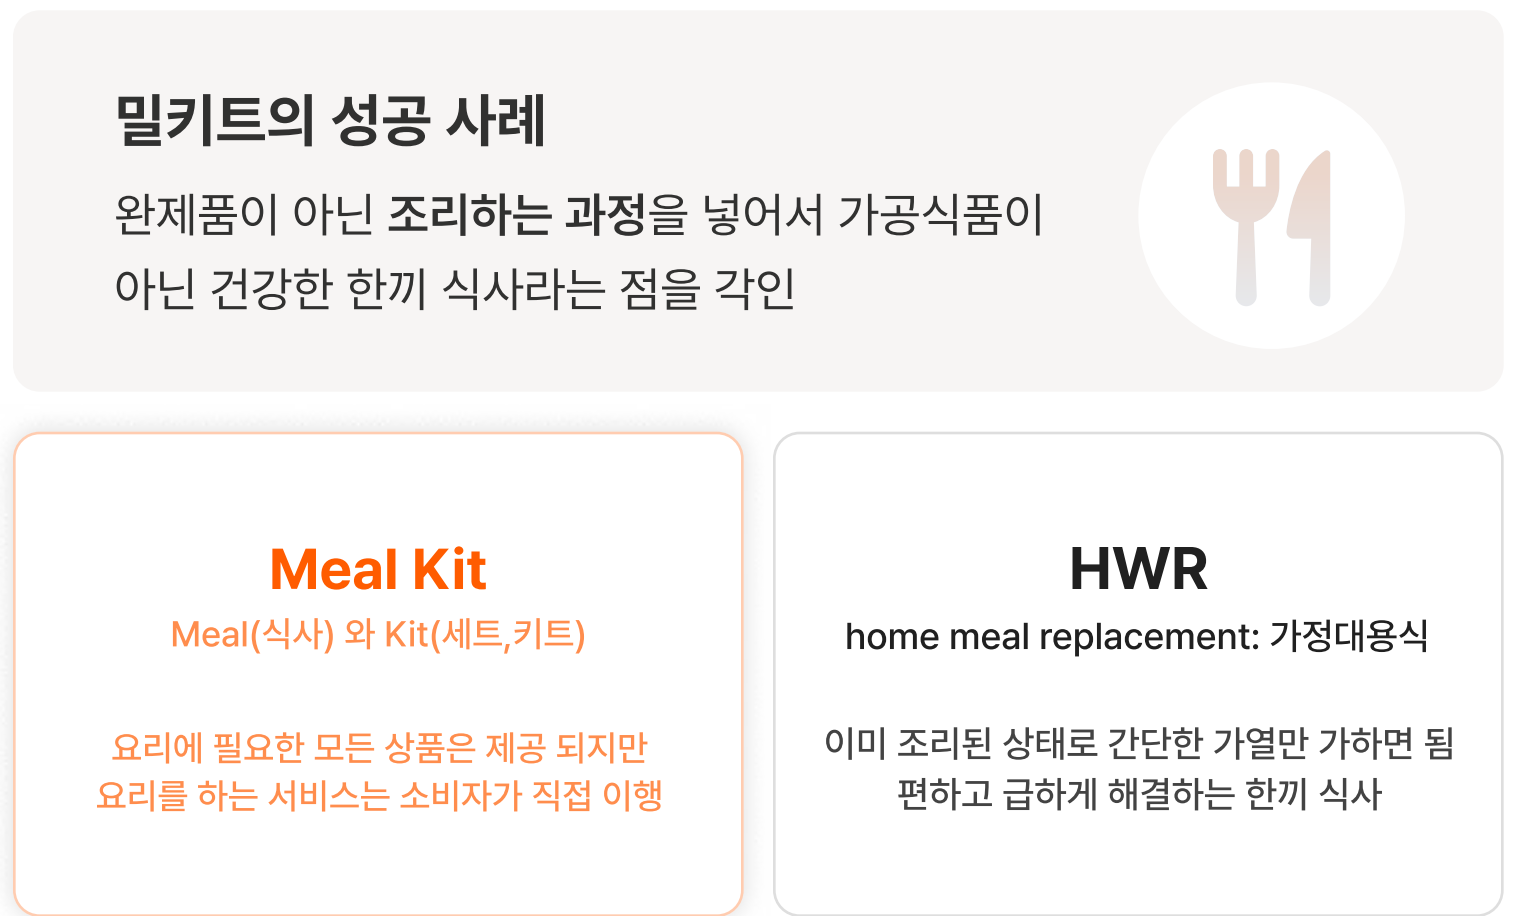 밀키트의 성공 사례
완제품이 아닌 조리하는 과정을 넣어서 가공식품이
아닌 건강한 한끼 식사라는 점을 각인
Meal Kit
Meal(식사) 와 Kit(세트,키트)
요리에 필요한 모든 상품은 제공 되지만
요리를 하는 서비스는 소비자가 직접 이행
HWR
home meal replacement: 가정대용식
이미 조리된 상태로 간단한 가열만 가하면 됨
편하고 급하게 해결하는 한끼 식사